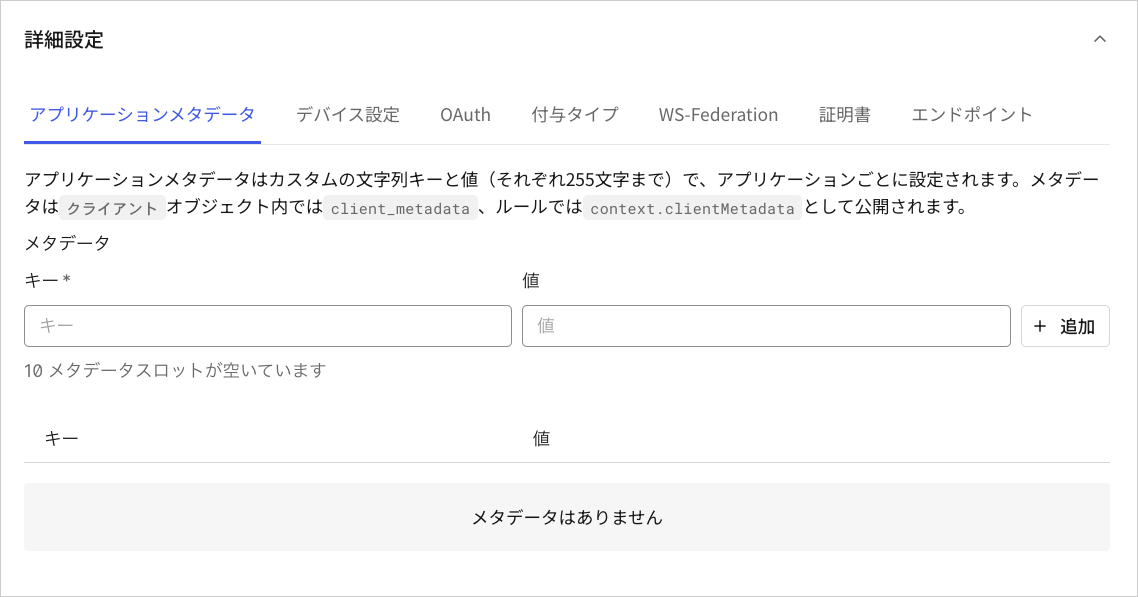 詳細設定
アプリケーションメタデータ デバイス設定 OAuth 付与タイプ WS-Federation 証明書 エンドポイント
アプリケーションメタデータはカスタムの文字列キーと値（それぞれ255文字まで）で、アプリケーションごとに設定されます。メタデー
タは クライアント オブジェクト内では client_metadata 、ルールでは context.clientMetadata として公開されます。
メタデータ
キー * 値
キー 値 + 追加
10 メタデータスロットが空いています
キー 値
メタデータはありません